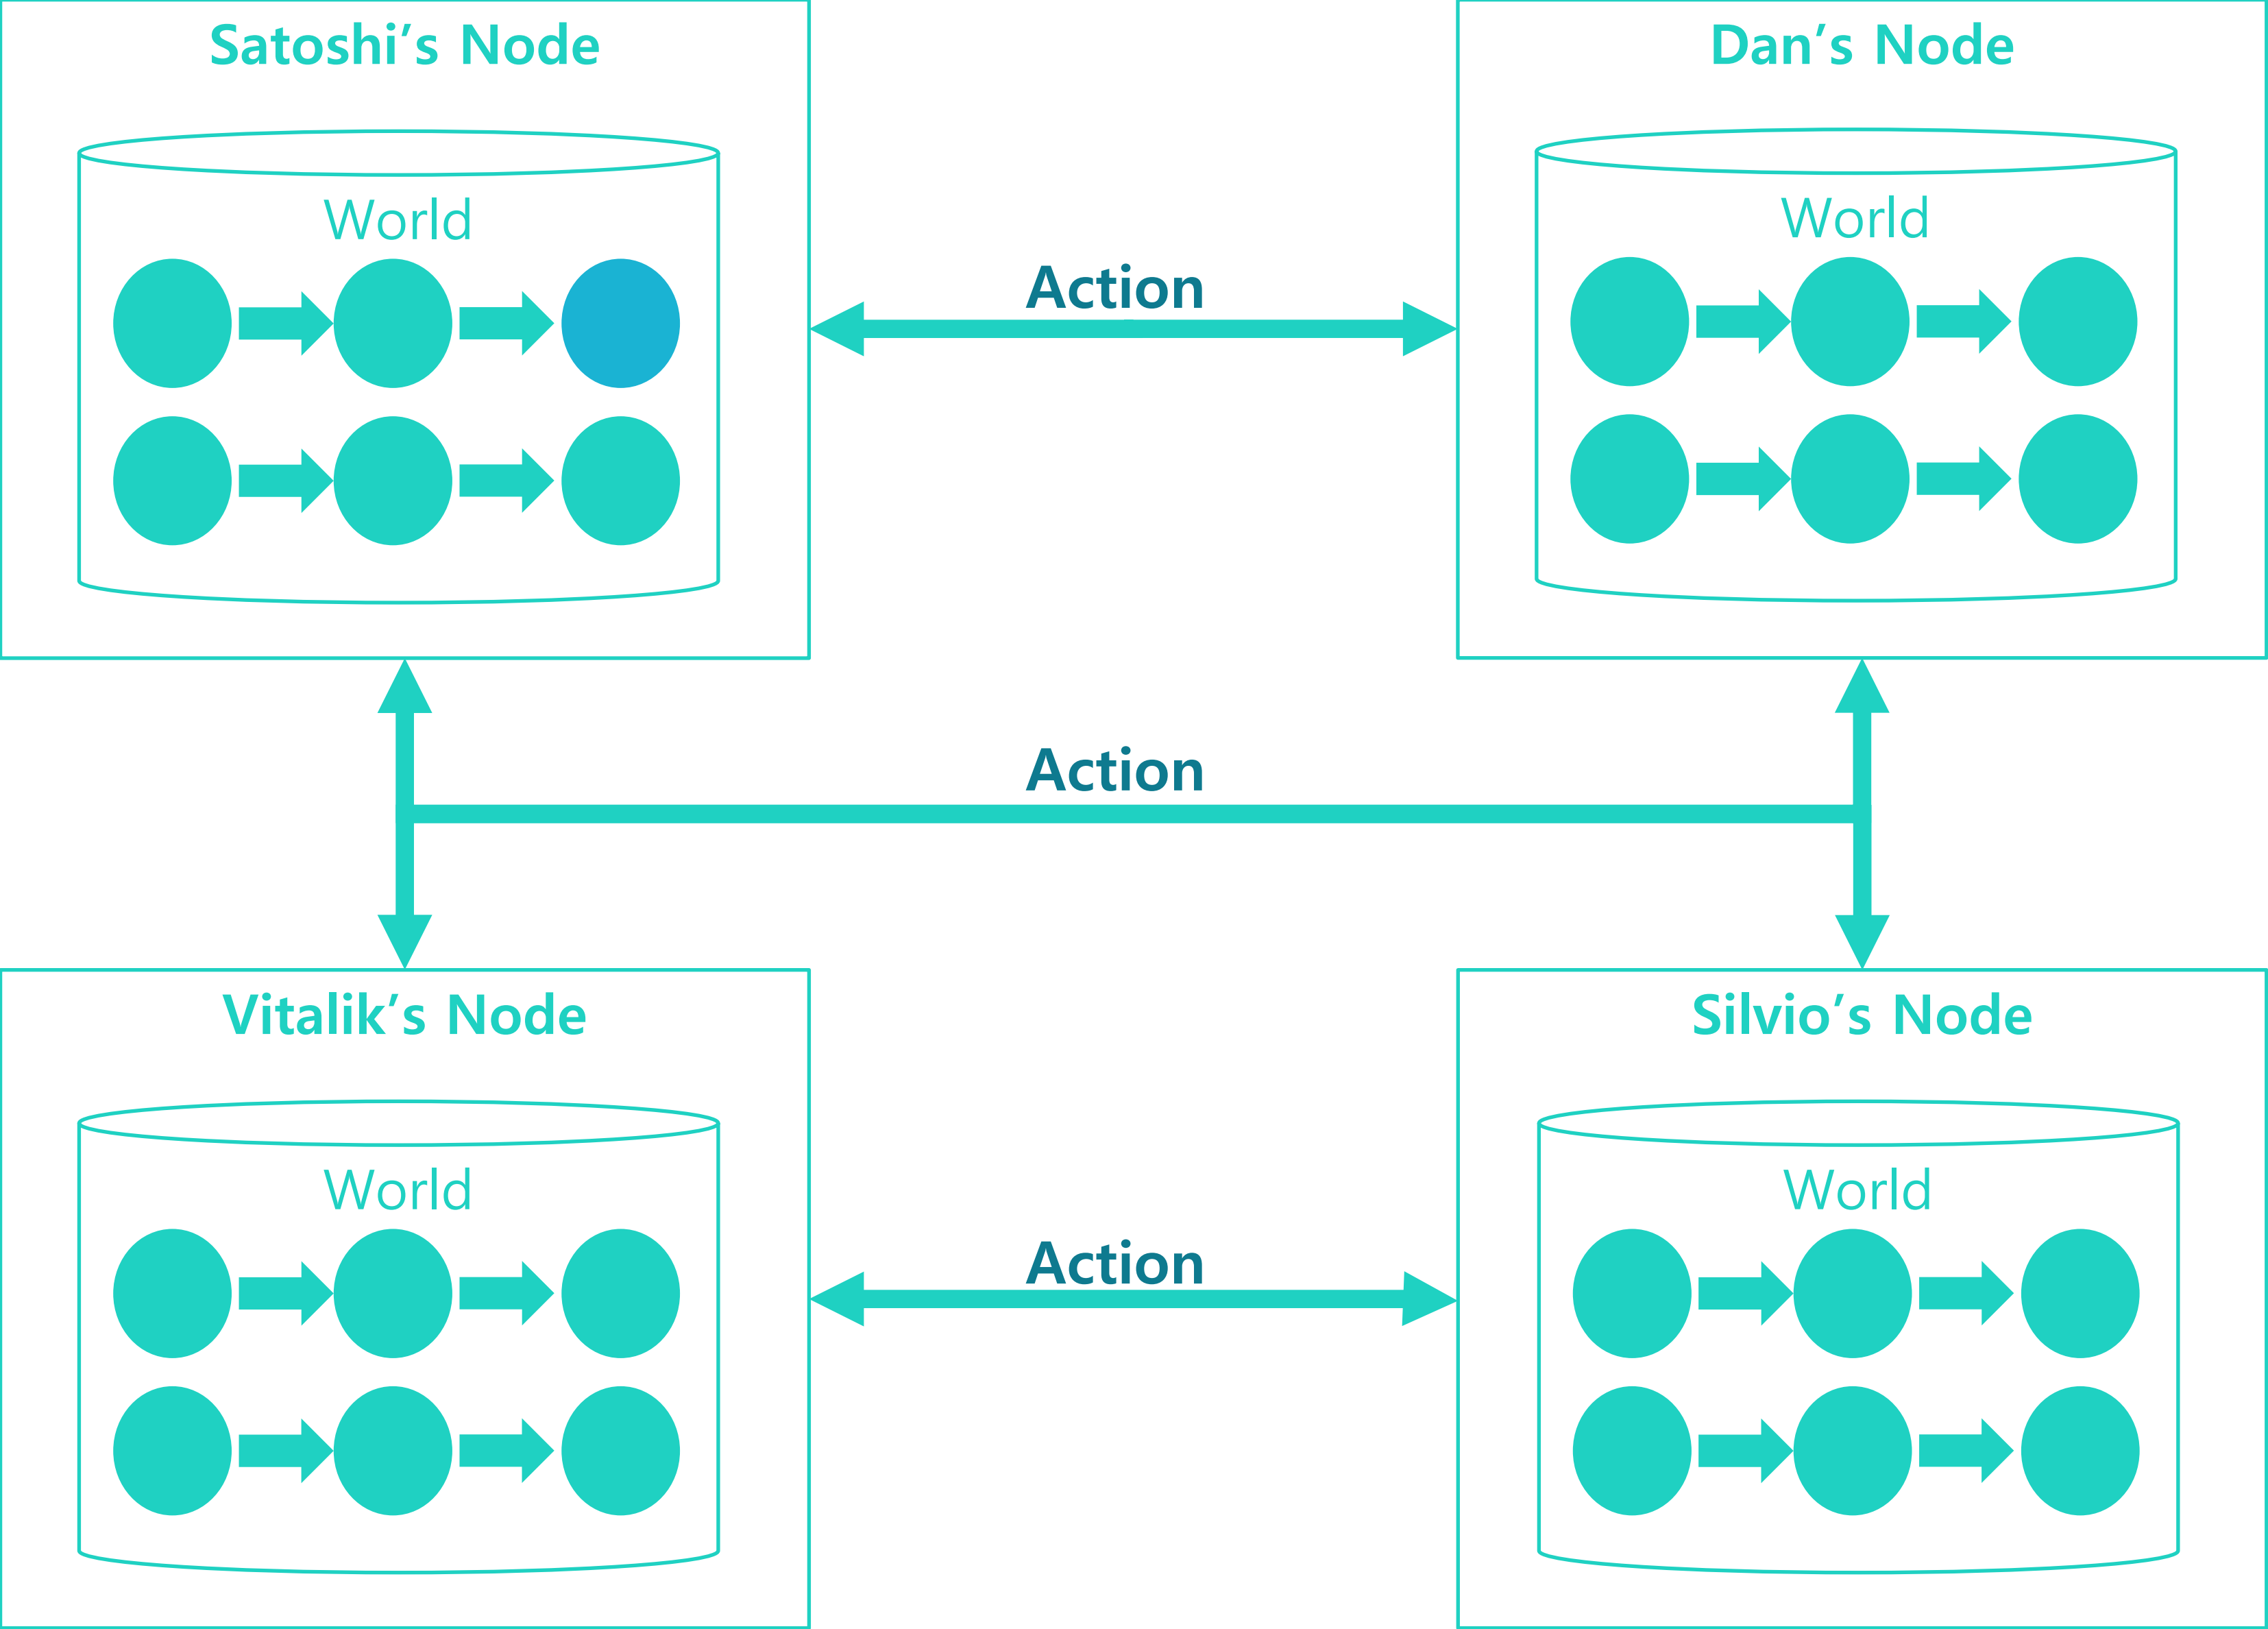 Satoshi’s Node
Dan’s Node
World
World
Action
Action
Vitalik’s Node
Silvio’s Node
World
World
Action